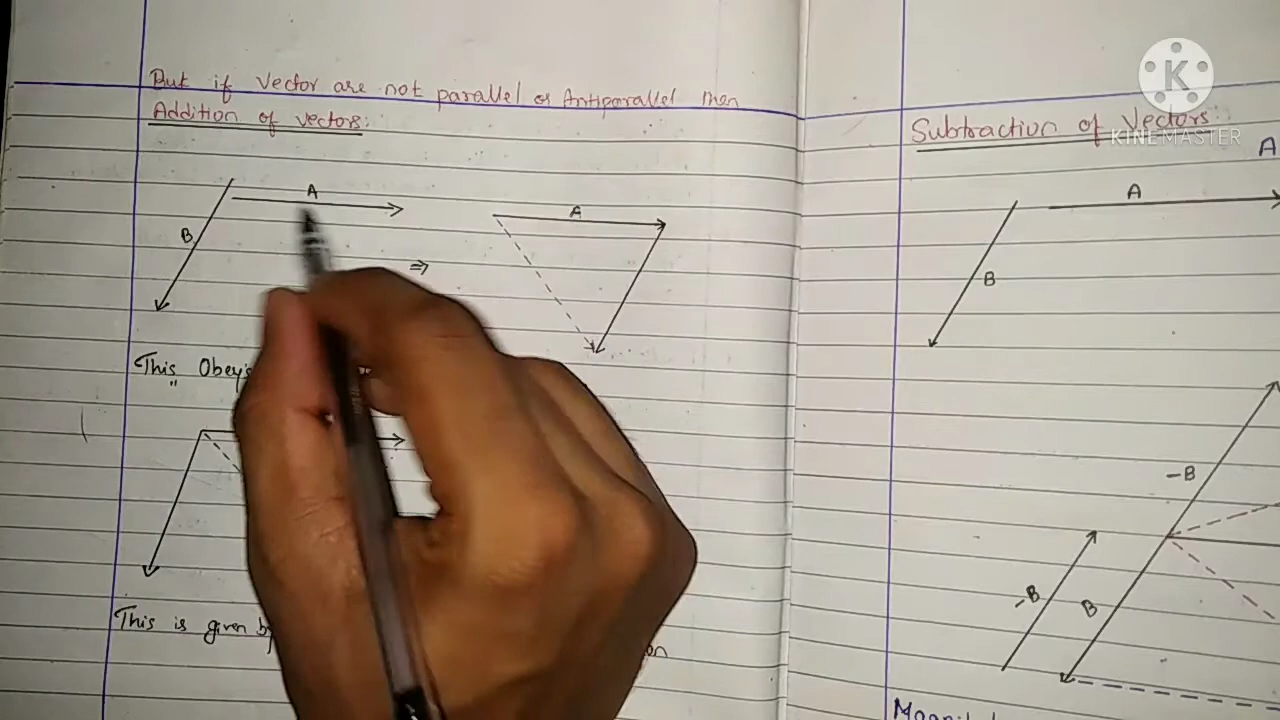 But if Vector are not parallel or Antiparallel then
Addition of vectors:
A
B
⇒
A
This Obey's
This is given by
Subtraction of Vectors:
KINEMASTER
K
A
A
B
-B
-B
B